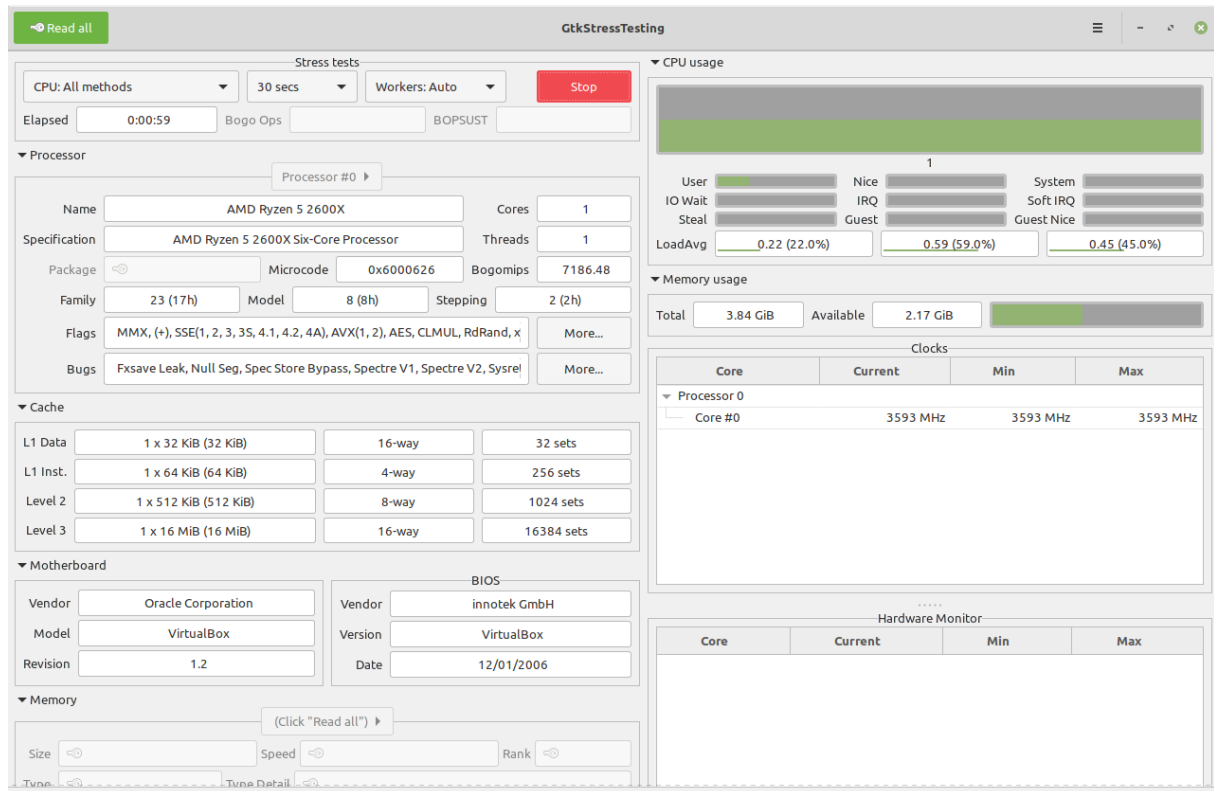 Read all
GtkStressTesting
Stress tests
CPU: All methods 30 secs Workers: Auto Stop
Elapsed 0:00:59 Bogo Ops BOPSUST
Processor
Processor #0
Name AMD Ryzen 5 2600X Cores 1
Specification AMD Ryzen 5 2600X Six-Core Processor Threads 1
Package Microcode 0x6000626 Bogomips 7186.48
Family 23 (17h) Model 8 (8h) Stepping 2 (2h)
Flags MMX, (+), SSE(1, 2, 3, 3S, 4.1, 4.2, 4A), AVX(1, 2), AES, CLMUL, RdRand, More...
Bugs Fxsave Leak, Null Seg, Spec Store Bypass, Spectre V1, Spectre V2, More...
Cache
L1 Data 1 x 32 KiB (32 KiB) 16-way 32 sets
L1 Inst. 1 x 64 KiB (64 KiB) 4-way 256 sets
Level 2 1 x 512 KiB (512 KiB) 8-way 1024 sets
Level 3 1 x 16 MiB (16 MiB) 16-way 16384 sets
Motherboard
Vendor Oracle Corporation
Model VirtualBox
Revision 1.2
BIOS
Vendor innotek GmbH
Version VirtualBox
Date 12/01/2006
Memory
(Click "Read all")
Size Speed Rank
Type Type Detail
CPU usage
1
User Nice System
IO Wait IRQ Soft IRQ
Steal Guest Guest Nice
LoadAvg 0.22 (22.0%) 0.59 (59.0%) 0.45 (45.0%)
Memory usage
Total 3.84 GiB Available 2.17 GiB
Clocks
Core Current Min Max
Processor 0
Core #0 3593 MHz 3593 MHz 3593 MHz
Hardware Monitor
Core Current Min Max